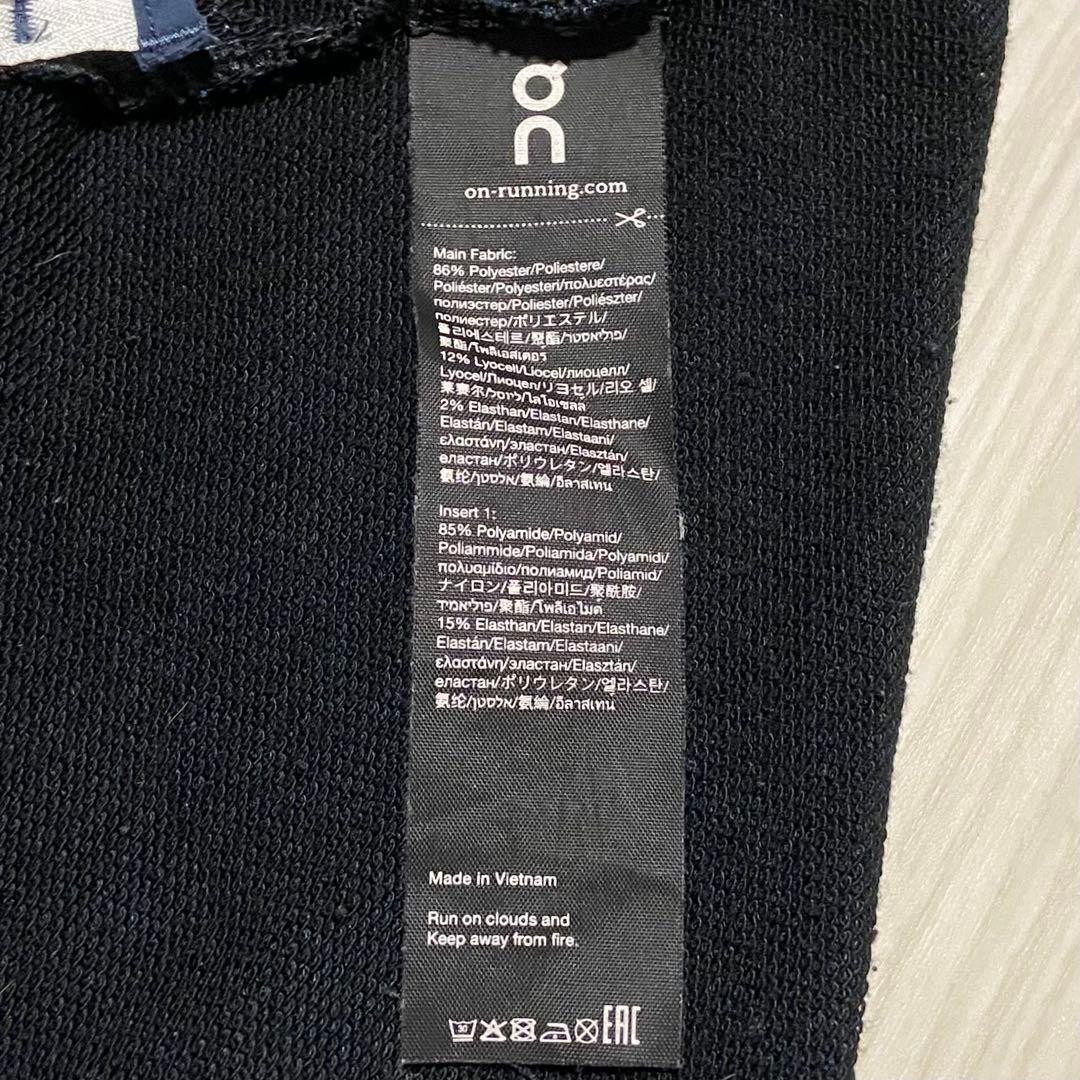 on
on-running.com
Main Fabric:
86% Polyester/Poliestere/
Poliéster/Polyesteri/πολυεστέρας/
полиэстер/Poliester/Poliészter/
полиестер/ポリエステル/
폴리에스테르/聚酯/פוליאסטר/
聚酯/โพลิเอสเตอร์
12% Lyocell/Liocel/лиоцелл/
Lyocel/Лиоцел/リヨセル/리오 셀/
莱赛尔/ליוסל/ไลโอเซลล์
2% Elasthan/Elastan/Elasthane/
Elastán/Elastam/Elastaani/
ελαστάνη/эластан/Elasztán/
еластан/ポリウレタン/엘라스탄/
氨纶/אלסטן/氨綸/อีลาสเทน
Insert 1:
85% Polyamide/Polyamid/
Poliammide/Poliamida/Polyamidi/
πολυαμίδιο/полиамид/Poliamid/
ナイロン/폴리아미드/聚酰胺/
פוליאמיד/聚酯/โพลิเอไมด์
15% Elasthan/Elastan/Elasthane/
Elastán/Elastam/Elastaani/
ελαστάνη/эластан/Elasztán/
еластан/ポリウレタン/엘라스탄/
氨纶/אלסטן/氨綸/อีลาสเทน
Made in Vietnam
Run on clouds and
Keep away from fire.
30 EAC